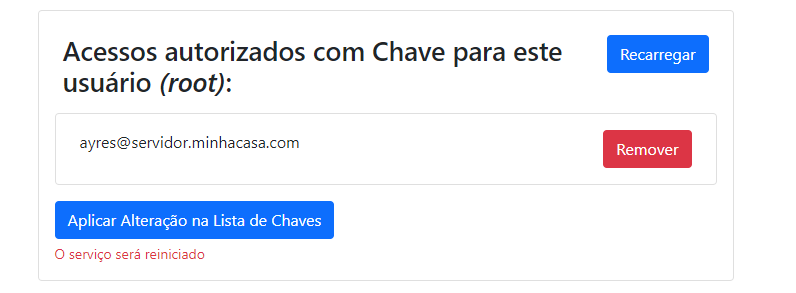 Acessos autorizados com Chave para este
usuário (root):
Recarregar
ayres@servidor.minhacasa.com
Remover
Aplicar Alteração na Lista de Chaves
O serviço será reiniciado